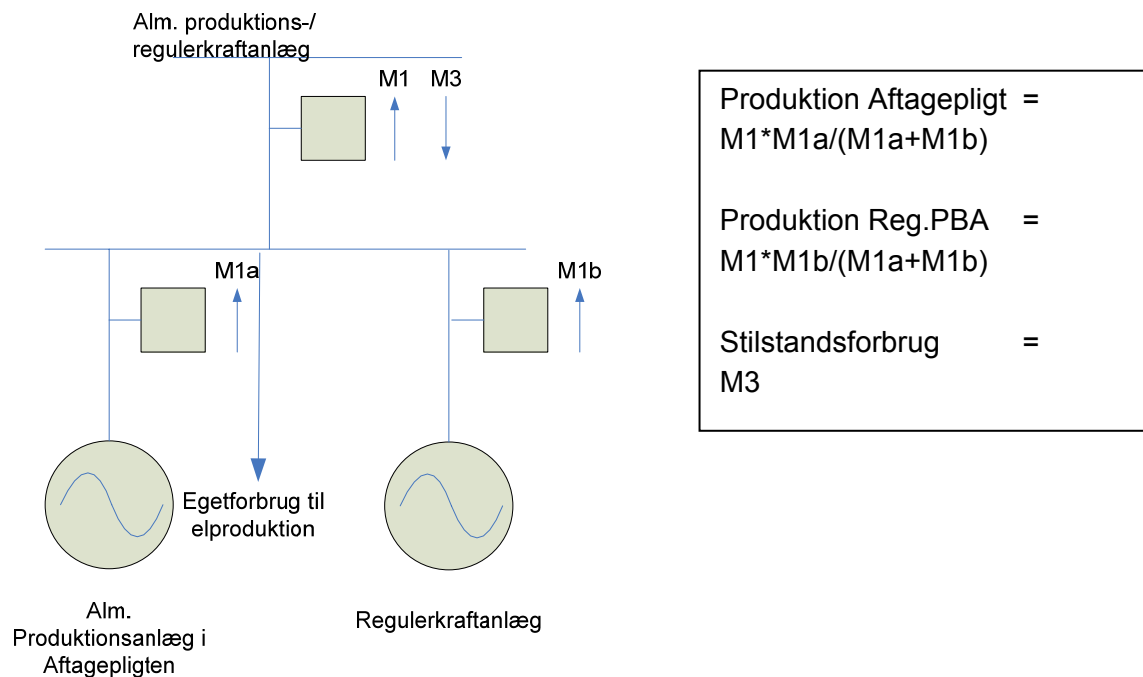 Alm. produktions-/
regulerkraftanlæg
M1 M3
M1a
M1b
Egetforbrug til
elproduktion
Alm.
Produktionsanlæg i
Aftagepligten
Regulerkraftanlæg
Produktion Aftagepligt =
M1*M1a/(M1a+M1b)
Produktion Reg.PBA =
M1*M1b/(M1a+M1b)
Stilstandsforbrug =
M3